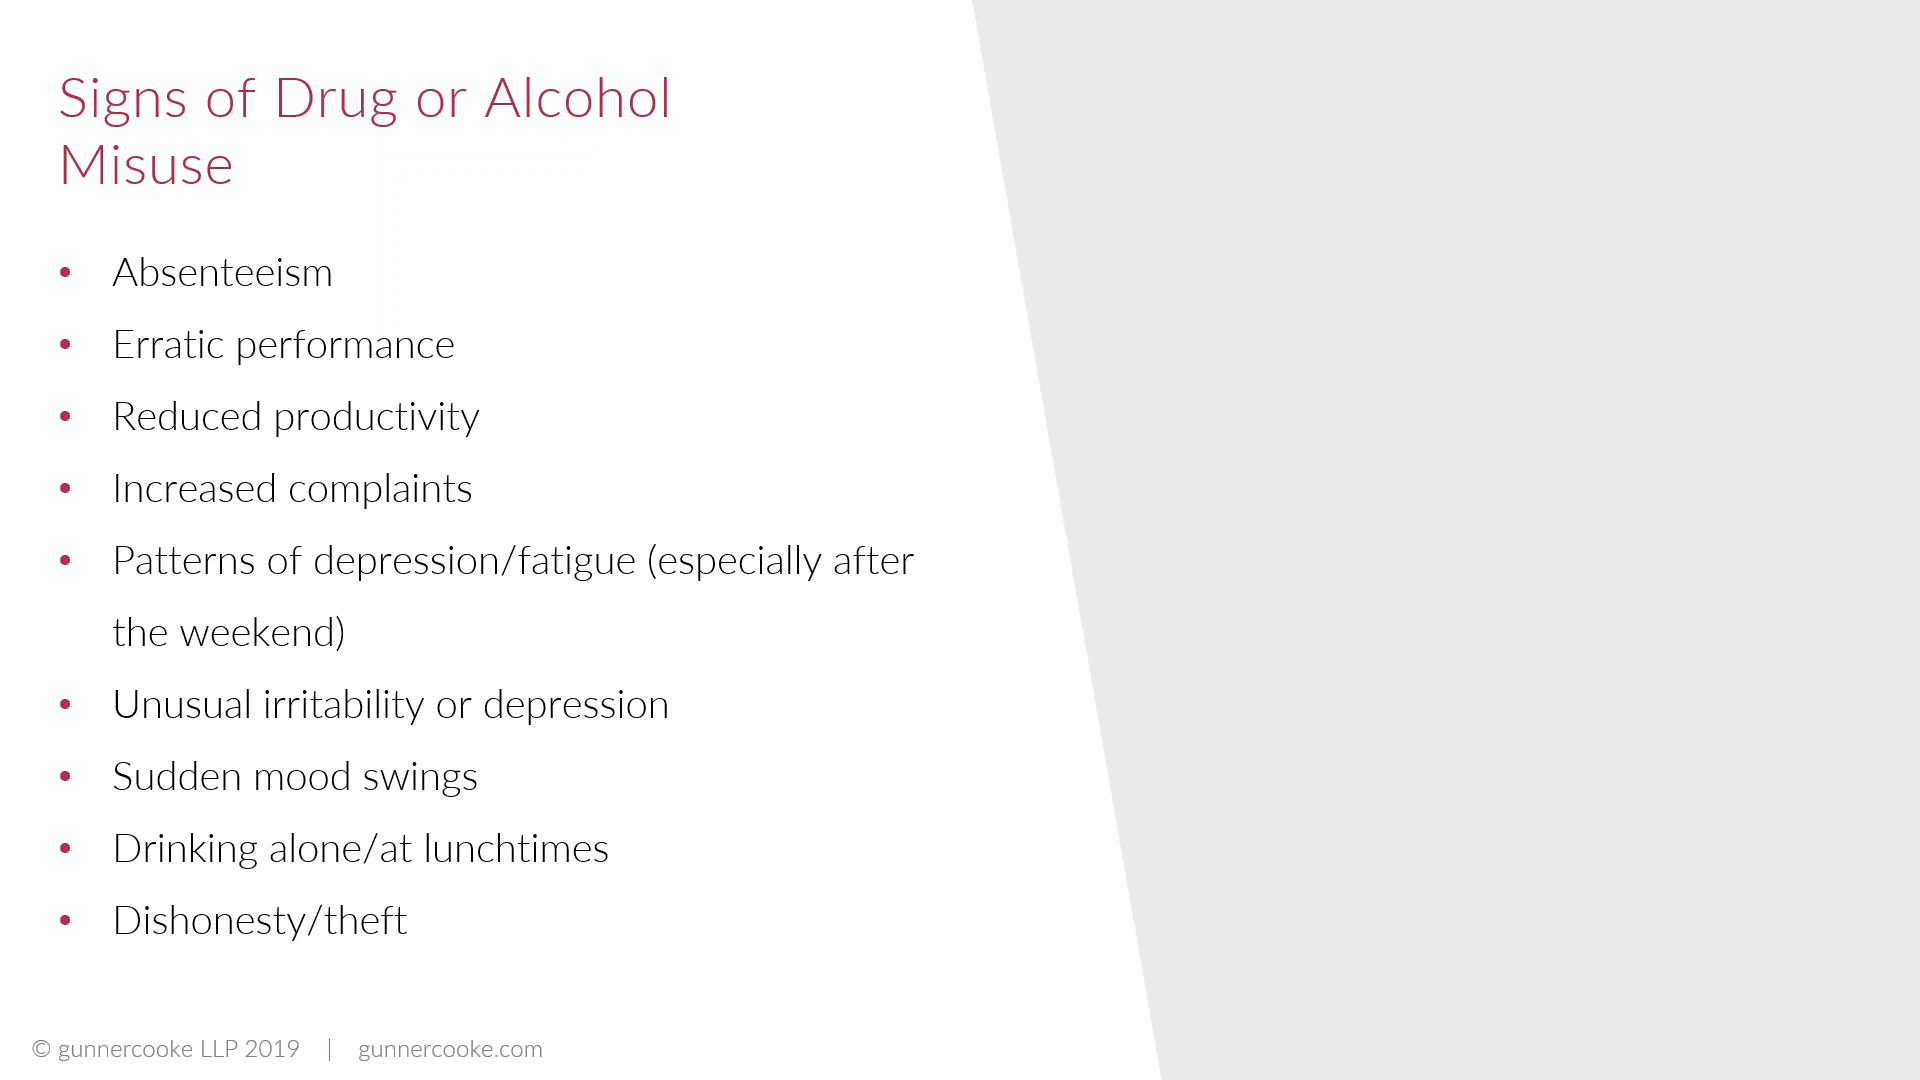 Signs of Drug or Alcohol
Misuse
• Absenteeism
• Erratic performance
• Reduced productivity
• Increased complaints
• Patterns of depression/fatigue (especially after
the weekend)
• Unusual irritability or depression
• Sudden mood swings
• Drinking alone/at lunchtimes
• Dishonesty/theft
© gunnercooke LLP 2019 | gunnercooke.com